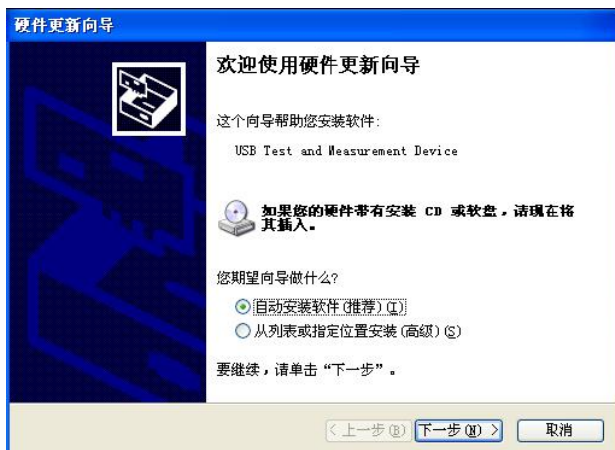 硬件更新向导
欢迎使用硬件更新向导
这个向导帮助您安装软件:
USB Test and Measurement Device
如果您的硬件带有安装 CD 或软盘，请现在将
其插入。
您期望向导做什么?
自动安装软件(推荐)(I)
从列表或指定位置安装(高级)(S)
要继续，请单击“下一步”。
< 上一步(B) 下一步(N) > 取消